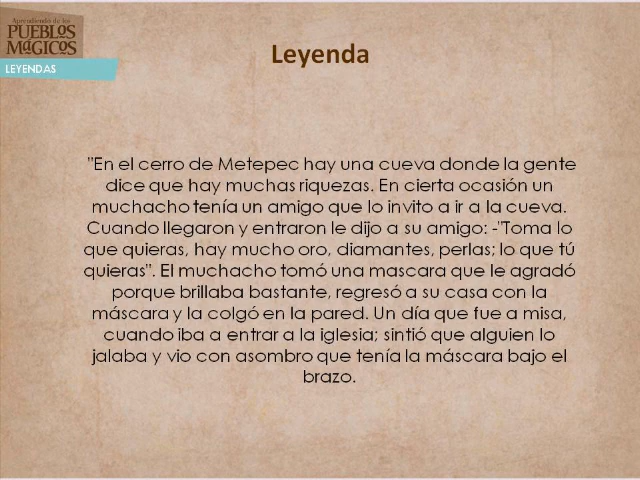 Aprendiendo de los
PUEBLOS
MÁGICOS
LEYENDAS
Leyenda
"En el cerro de Metepec hay una cueva donde la gente
dice que hay muchas riquezas. En cierta ocasión un
muchacho tenía un amigo que lo invito a ir a la cueva.
Cuando llegaron y entraron le dijo a su amigo: -"Toma lo
que quieras, hay mucho oro, diamantes, perlas; lo que tú
quieras". El muchacho tomó una mascara que le agradó
porque brillaba bastante, regresó a su casa con la
máscara y la colgó en la pared. Un día que fue a misa,
cuando iba a entrar a la iglesia; sintió que alguien lo
jalaba y vio con asombro que tenía la máscara bajo el
brazo.